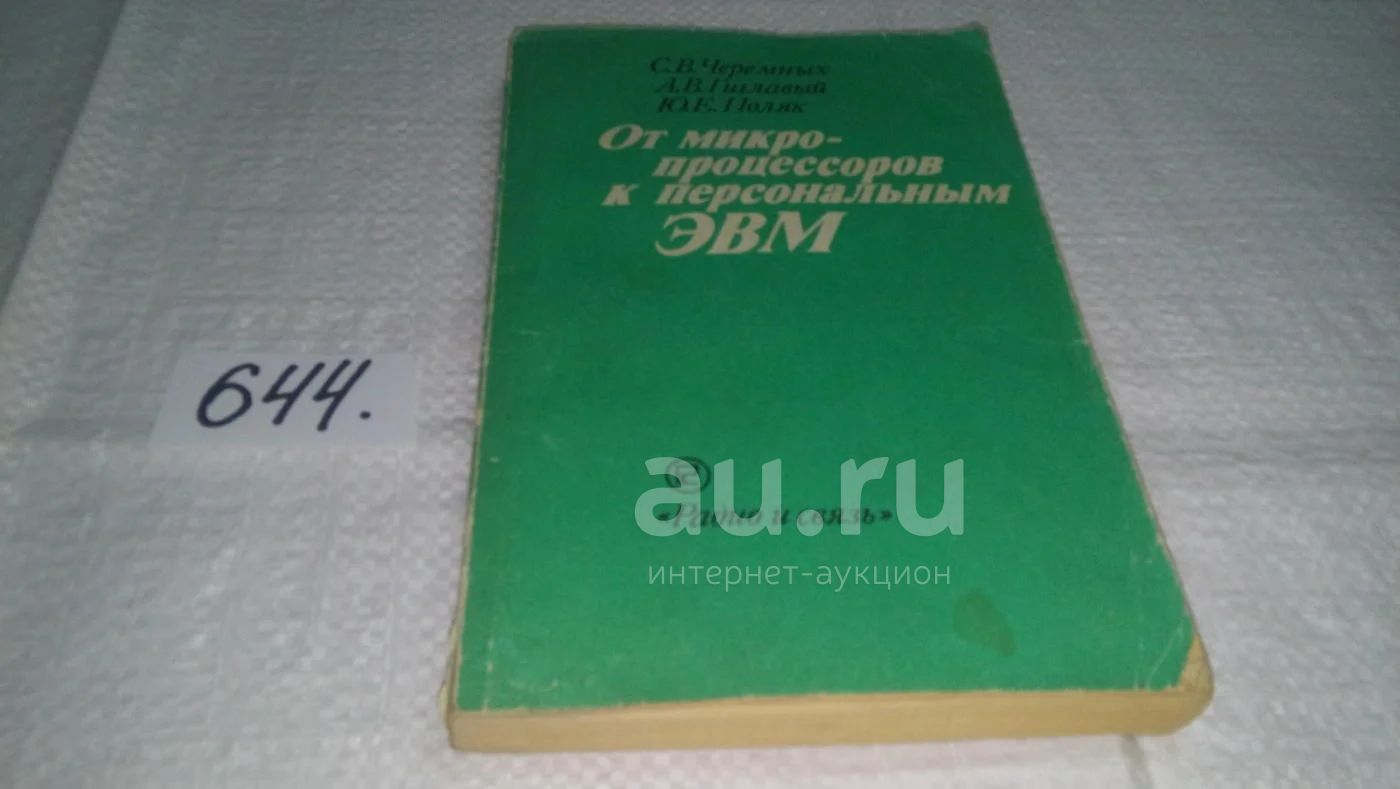 С. В. Черемных
А. В. Гиглавый
Ю. Е. Поляк
От микро-
процессоров
к персональным
ЭВМ
644.
au.ru
«Радио и связь»
интернет-аукцион